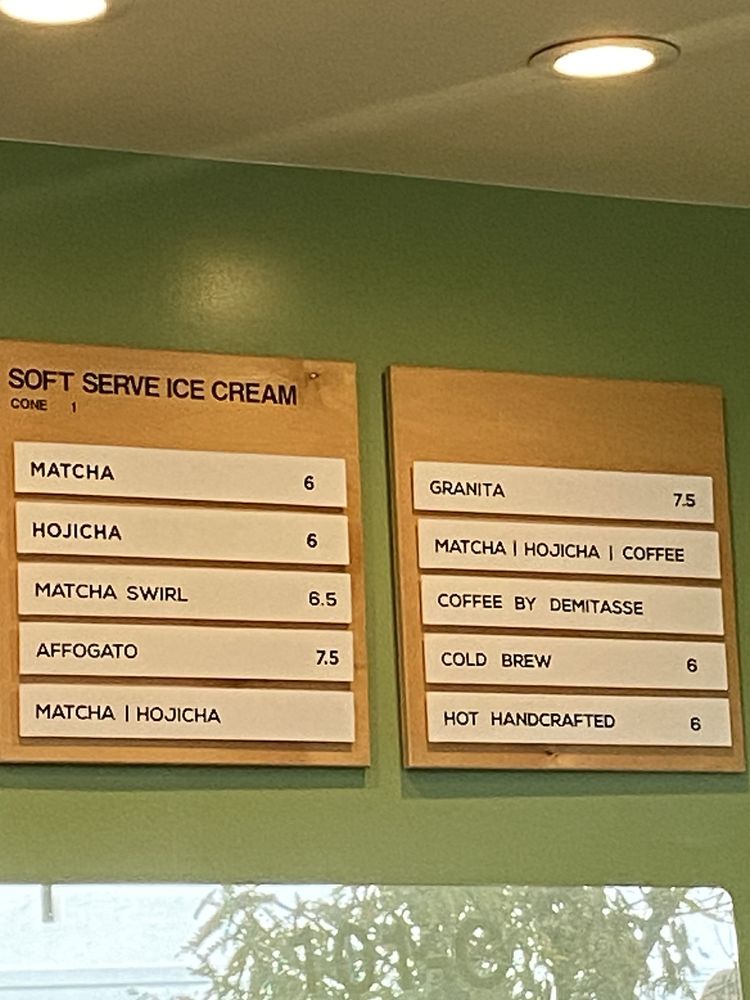 SOFT SERVE ICE CREAM
CONE 1
MATCHA 6
HOJICHA 6
MATCHA SWIRL 6.5
AFFOGATO 7.5
MATCHA | HOJICHA
GRANITA 7.5
MATCHA | HOJICHA | COFFEE
COFFEE BY DEMITASSE
COLD BREW 6
HOT HANDCRAFTED 6